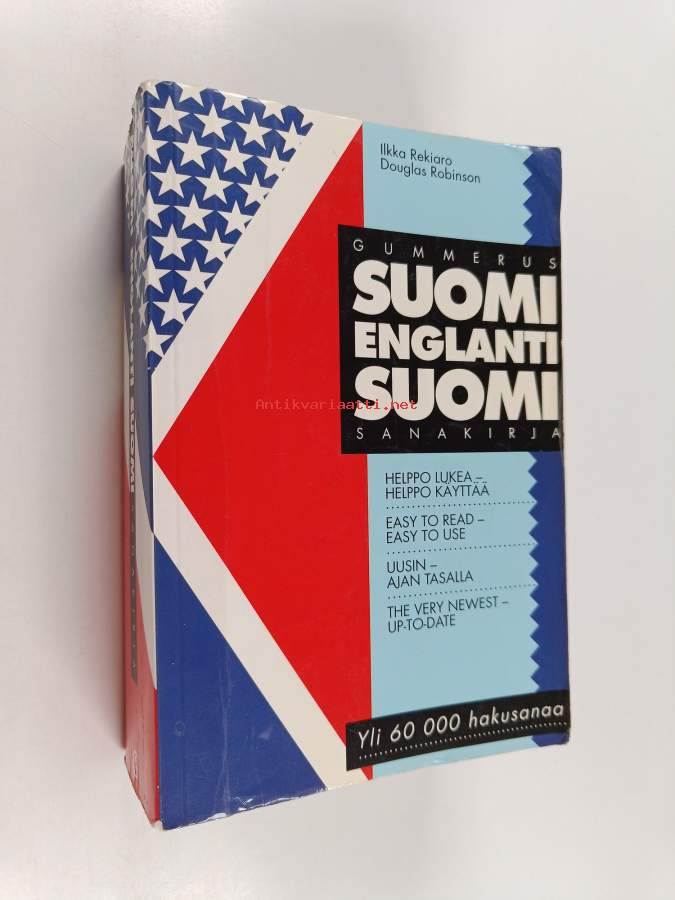 Ilkka Rekiaro
Douglas Robinson
GUMMERUS
SUOMI
ENGLANTI
SUOMI
SANAKIRJA
Antikvariaatti.net
HELPPO LUKEA –
HELPPO KÄYTTÄÄ
EASY TO READ –
EASY TO USE
UUSIN –
AJAN TASALLA
THE VERY NEWEST –
UP-TO-DATE
Yli 60 000 hakusanaa
SUOMI